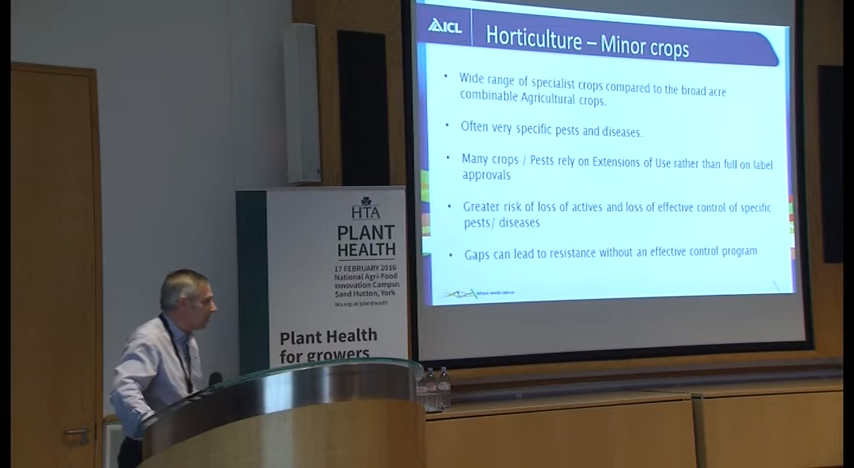 ICL
Horticulture – Minor crops
• Wide range of specialist crops compared to the broad acre
combinable Agricultural crops.
• Often very specific pests and diseases.
• Many crops / Pests rely on Extensions of Use rather than full on label
approvals
• Greater risk of loss of actives and loss of effective control of specific
pests/ diseases
• Gaps can lead to resistance without an effective control program
HTA
PLANT
HEALTH
17 FEBRUARY 2016
National Agri-Food
Innovation Campus
Sand Hutton, York
Plant Health
for growers